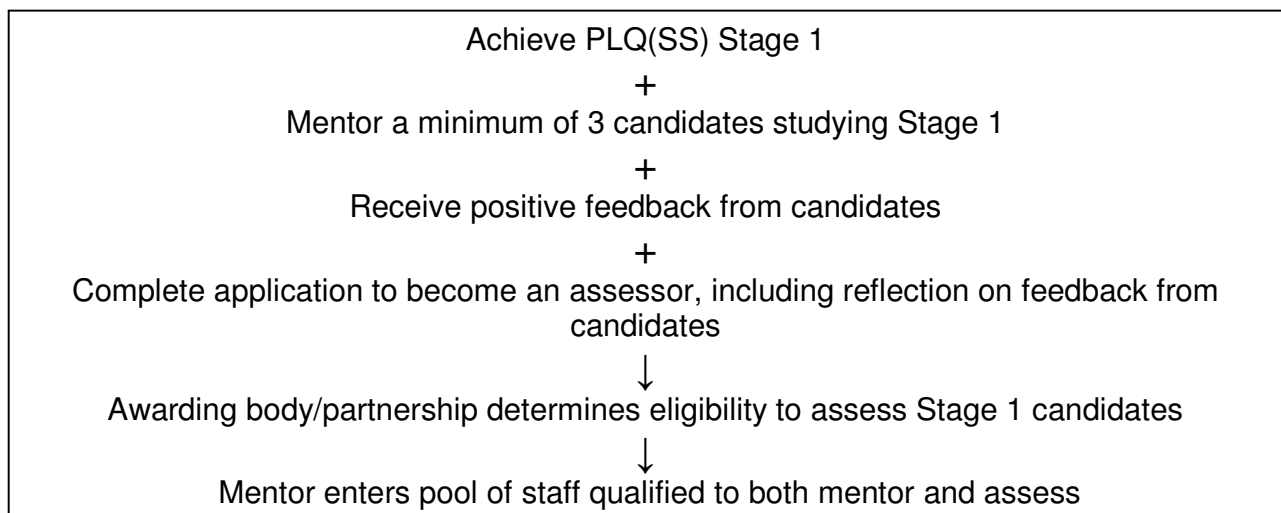 Achieve PLQ(SS) Stage 1
+
Mentor a minimum of 3 candidates studying Stage 1
+
Receive positive feedback from candidates
+
Complete application to become an assessor, including reflection on feedback from
candidates
↓
Awarding body/partnership determines eligibility to assess Stage 1 candidates
↓
Mentor enters pool of staff qualified to both mentor and assess